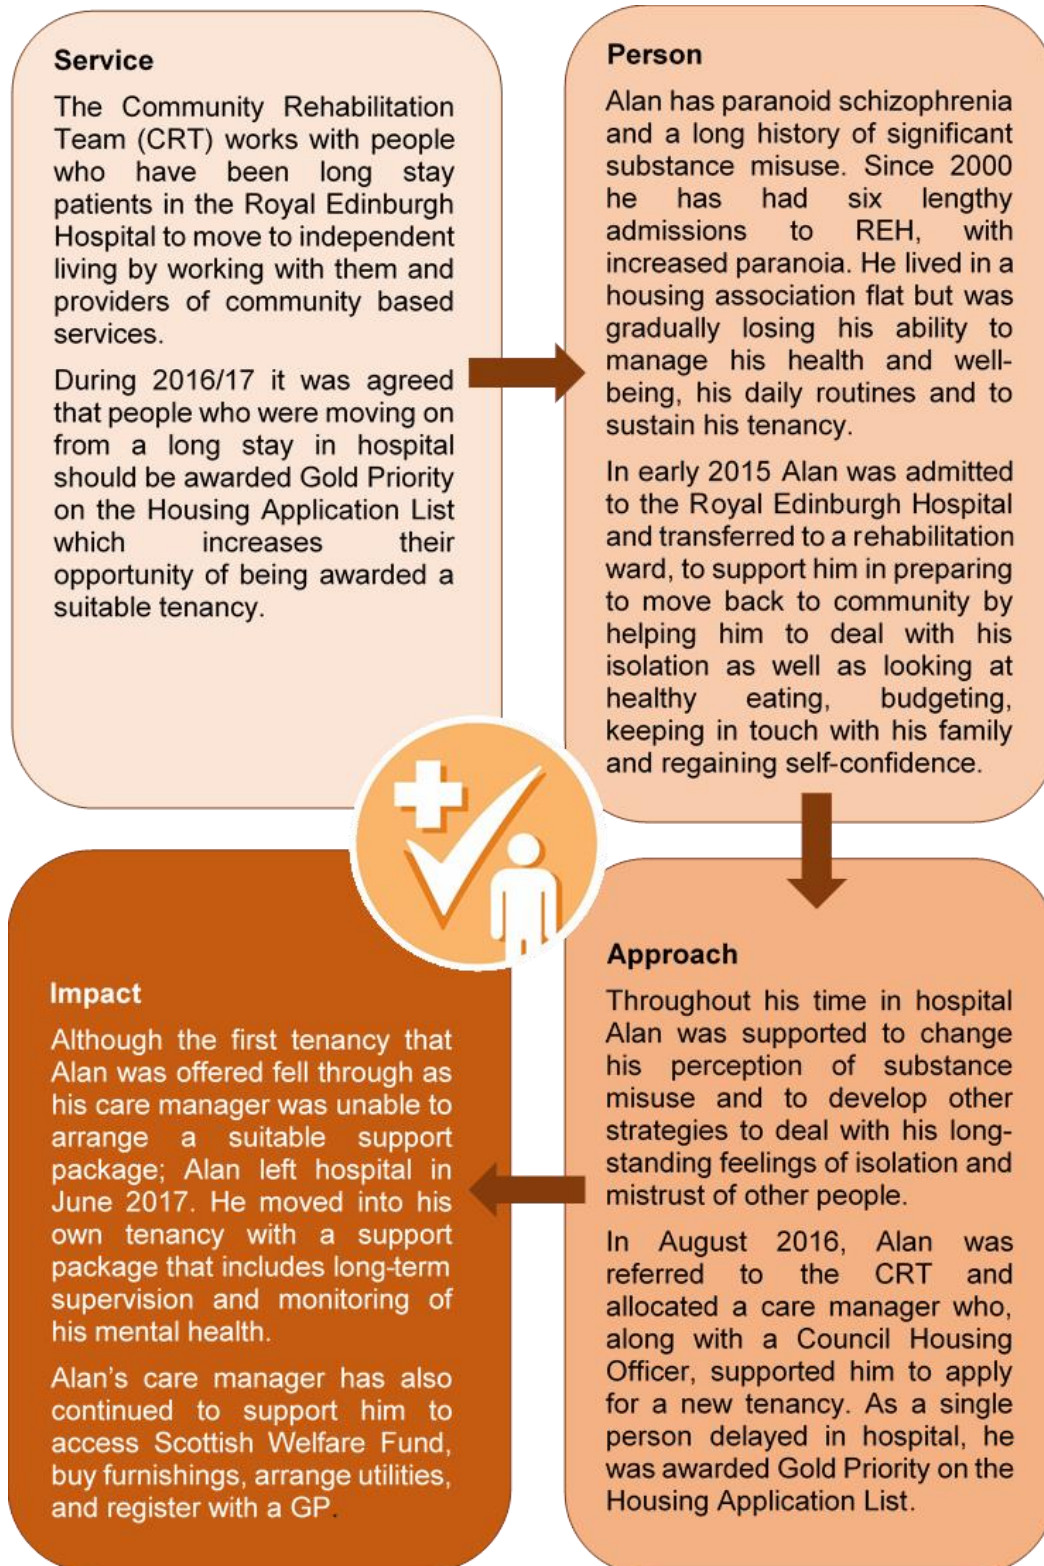 Service
The Community Rehabilitation
Team (CRT) works with people
who have been long stay
patients in the Royal Edinburgh
Hospital to move to independent
living by working with them and
providers of community based
services.
During 2016/17 it was agreed
that people who were moving on
from a long stay in hospital
should be awarded Gold Priority
on the Housing Application List
which increases their
opportunity of being awarded a
suitable tenancy.
Person
Alan has paranoid schizophrenia
and a long history of significant
substance misuse. Since 2000
he has had six lengthy
admissions to REH, with
increased paranoia. He lived in a
housing association flat but was
gradually losing his ability to
manage his health and well-
being, his daily routines and to
sustain his tenancy.
In early 2015 Alan was admitted
to the Royal Edinburgh Hospital
and transferred to a rehabilitation
ward, to support him in preparing
to move back to community by
helping him to deal with his
isolation as well as looking at
healthy eating, budgeting,
keeping in touch with his family
and regaining self-confidence.
Approach
Throughout his time in hospital
Alan was supported to change
his perception of substance
misuse and to develop other
strategies to deal with his long-
standing feelings of isolation and
mistrust of other people.
In August 2016, Alan was
referred to the CRT and
allocated a care manager who,
along with a Council Housing
Officer, supported him to apply
for a new tenancy. As a single
person delayed in hospital, he
was awarded Gold Priority on the
Housing Application List.
Impact
Although the first tenancy that
Alan was offered fell through as
his care manager was unable to
arrange a suitable support
package; Alan left hospital in
June 2017. He moved into his
own tenancy with a support
package that includes long-term
supervision and monitoring of
his mental health.
Alan's care manager has also
continued to support him to
access Scottish Welfare Fund,
buy furnishings, arrange utilities,
and register with a GP.